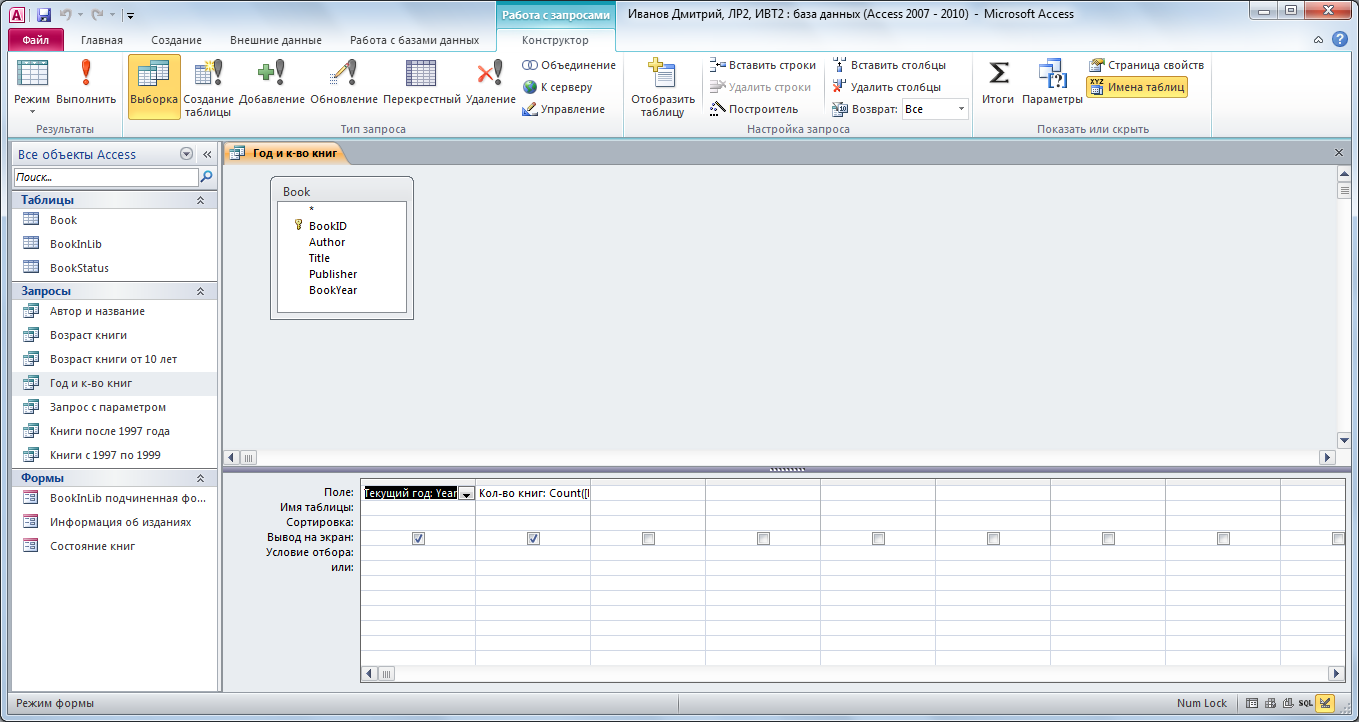 Работа с запросами
Иванов Дмитрий, ЛР2, ИВТ2 : база данных (Access 2007 - 2010) - Microsoft Access
Файл Главная Создание Внешние данные Работа с базами данных Конструктор
Режим Выполнить
Результаты
Выборка Создание таблицы Добавление Обновление Перекрестный Удаление
Объединение
К серверу
Управление
Тип запроса
Отобразить таблицу
Вставить строки
Удалить строки
Построитель
Вставить столбцы
Удалить столбцы
Возврат: Все
Настройка запроса
Итоги Параметры
Страница свойств
XYZ Имена таблиц
Показать или скрыть
Все объекты Access
Поиск...
Таблицы
Book
BookInLib
BookStatus
Запросы
Автор и название
Возраст книги
Возраст книги от 10 лет
Год и к-во книг
Запрос с параметром
Книги после 1997 года
Книги с 1997 по 1999
Формы
BookInLib подчиненная фо...
Информация об изданиях
Состояние книг
Год и к-во книг
Book
*
BookID
Author
Title
Publisher
BookYear
Поле: Текущий год: Year Кол-во книг: Count([
Имя таблицы:
Сортировка:
Вывод на экран:
Условие отбора:
или:
Режим формы
Num Lock
SQL